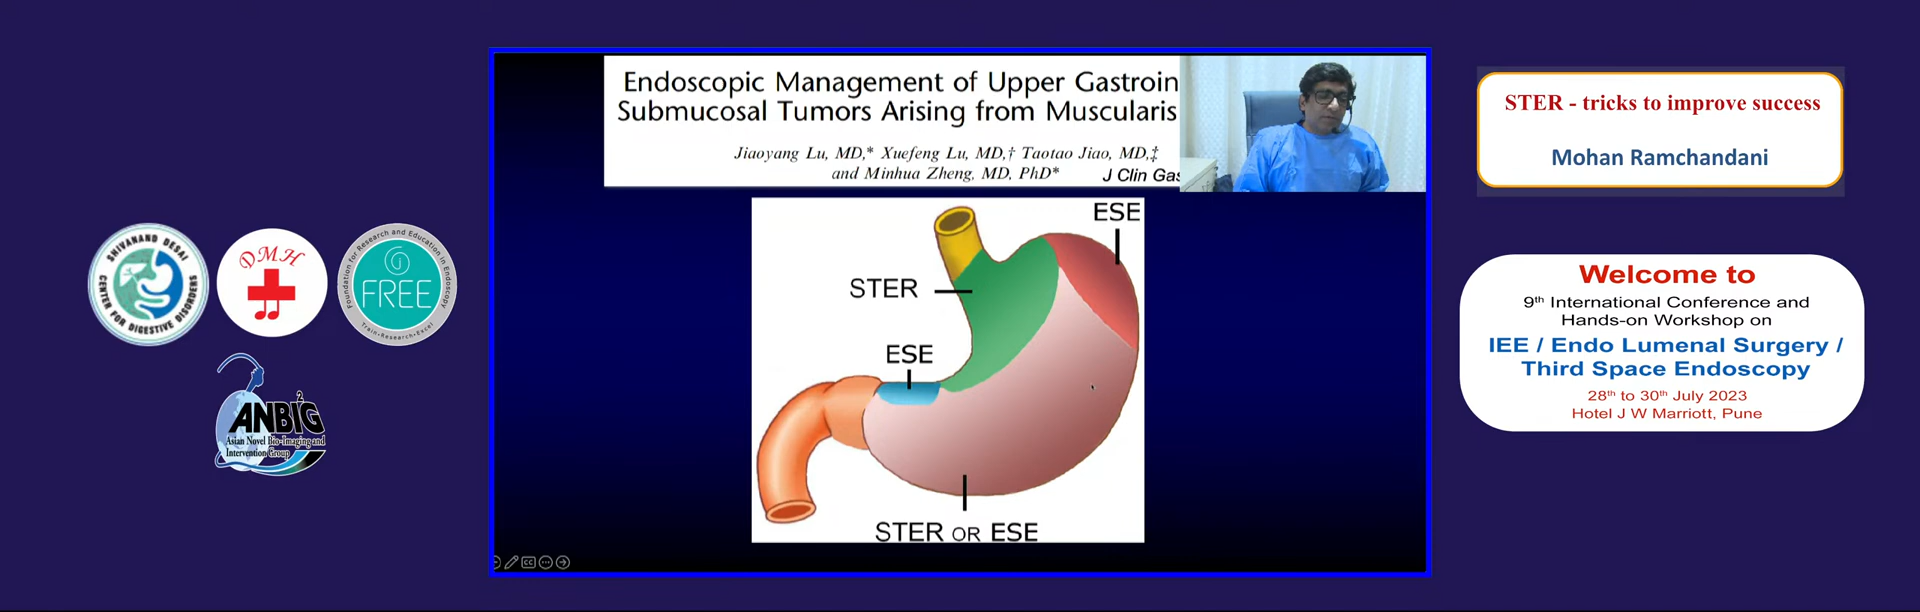 SHIVANAND DESAI
CENTER FOR DIGESTIVE DISORDERS
DMH
Foundation for Research and Education in Endoscopy
FREE
Train•Research•Excel
ANBIG
2
Asian Novel Bio-Imaging and
Intervention Group
Endoscopic Management of Upper Gastroin
Submucosal Tumors Arising from Muscularis
Jiaoyang Lu, MD,* Xuefeng Lu, MD,† Taotao Jiao, MD,‡
and Minhua Zheng, MD, PhD*
J Clin Gas
ESE
STER
ESE
STER OR ESE
CC
STER - tricks to improve success
Mohan Ramchandani
Welcome to
9th International Conference and
Hands-on Workshop on
IEE / Endo Lumenal Surgery /
Third Space Endoscopy
28th to 30th July 2023
Hotel J W Marriott, Pune